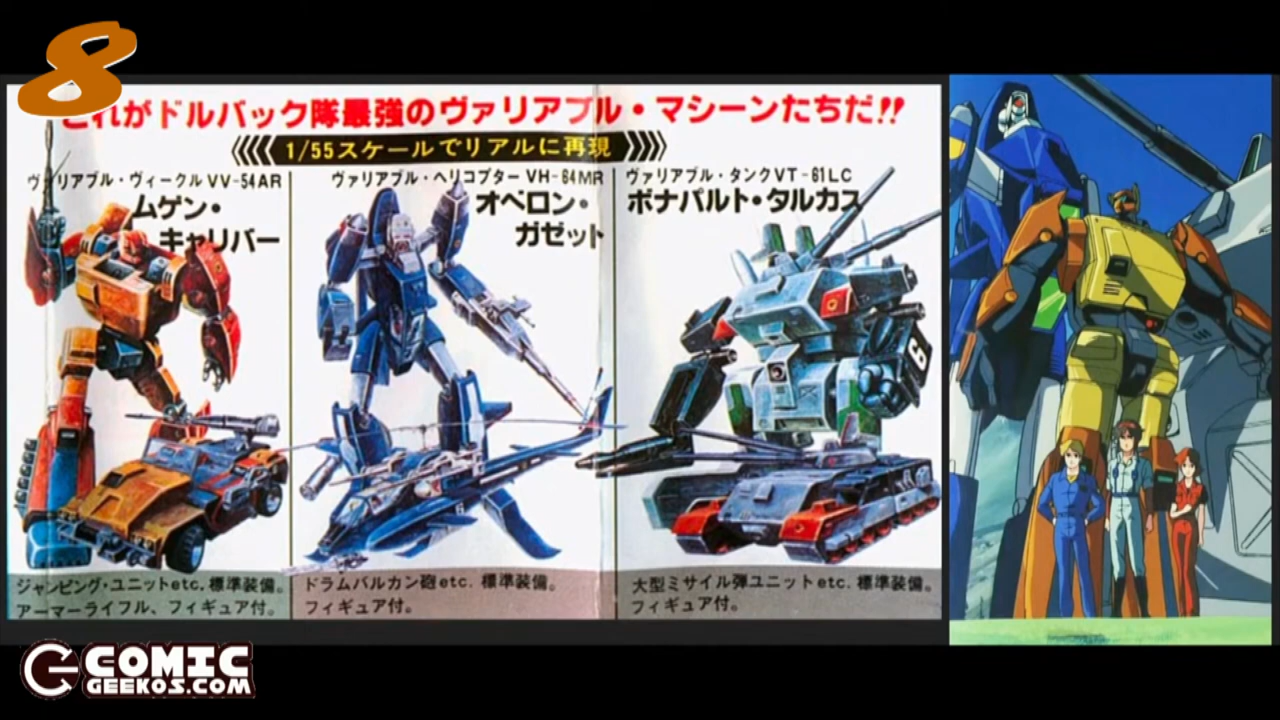 8
これがドルバック隊最強のヴァリアブル・マシーンたちだ!!
1/55スケールでリアルに再現
ヴァリアブル・ヴィークルVV-54AR
ムゲン・
キャリバー
ヴァリアブル・ヘリコプター VH-64MR
オベロン・
ガゼット
ヴァリアブル・タンクVT-61LC
ボナパルト・タルカス
6
6
ジャンピング・ユニットetc. 標準装備。
アーマーライフル、フィギュア付。
ドラムバルカン砲etc. 標準装備。
フィギュア付。
大型ミサイル弾ユニットetc. 標準装備。
フィギュア付。
COMIC
GEEKOS.COM